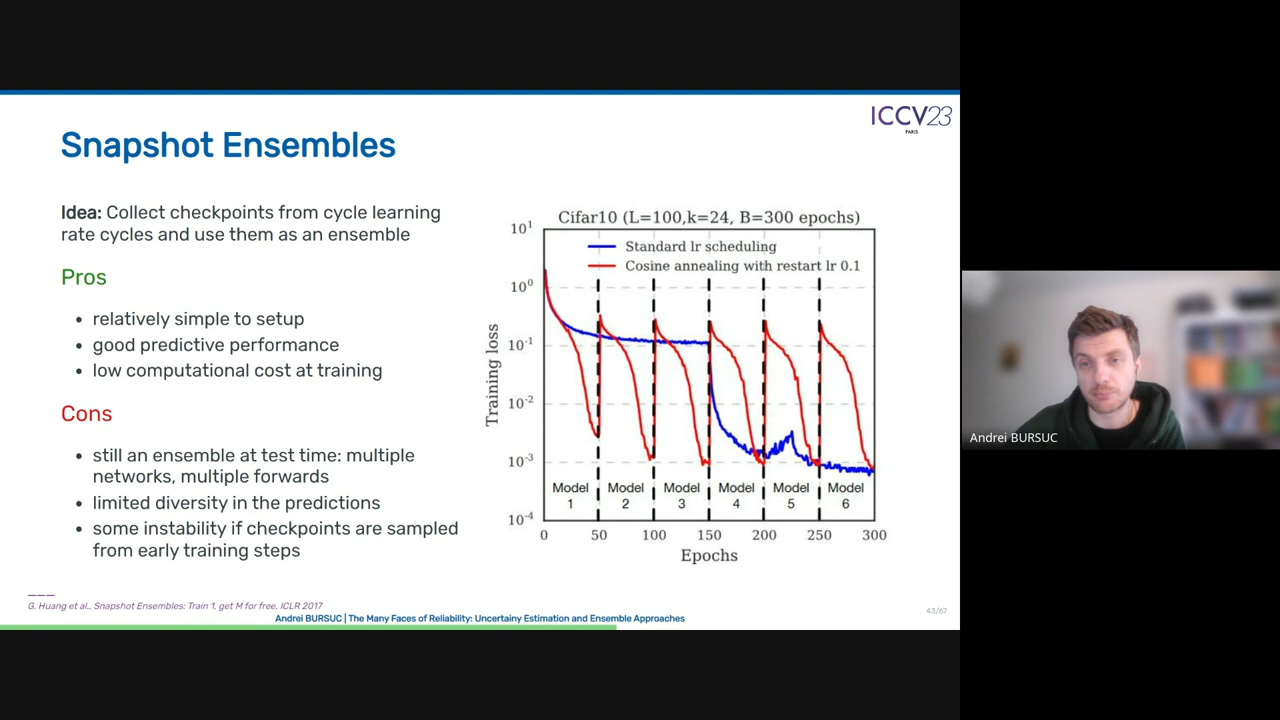 ICCV23
PARIS
Snapshot Ensembles
Idea: Collect checkpoints from cycle learning
rate cycles and use them as an ensemble
Pros
• relatively simple to setup
• good predictive performance
• low computational cost at training
Cons
• still an ensemble at test time: multiple
networks, multiple forwards
• limited diversity in the predictions
• some instability if checkpoints are sampled
from early training steps
Cifar10 (L=100,k=24, B=300 epochs)
Standard lr scheduling
Cosine annealing with restart lr 0.1
Training loss
10¹
10⁰
10⁻¹
10⁻²
10⁻³
10⁻⁴
Model 1
Model 2
Model 3
Model 4
Model 5
Model 6
0 50 100 150 200 250 300
Epochs
G. Huang et al., Snapshot Ensembles: Train 1, get M for free, ICLR 2017
Andrei BURSUC | The Many Faces of Reliability: Uncertainy Estimation and Ensemble Approaches
43/67
Andrei BURSUC